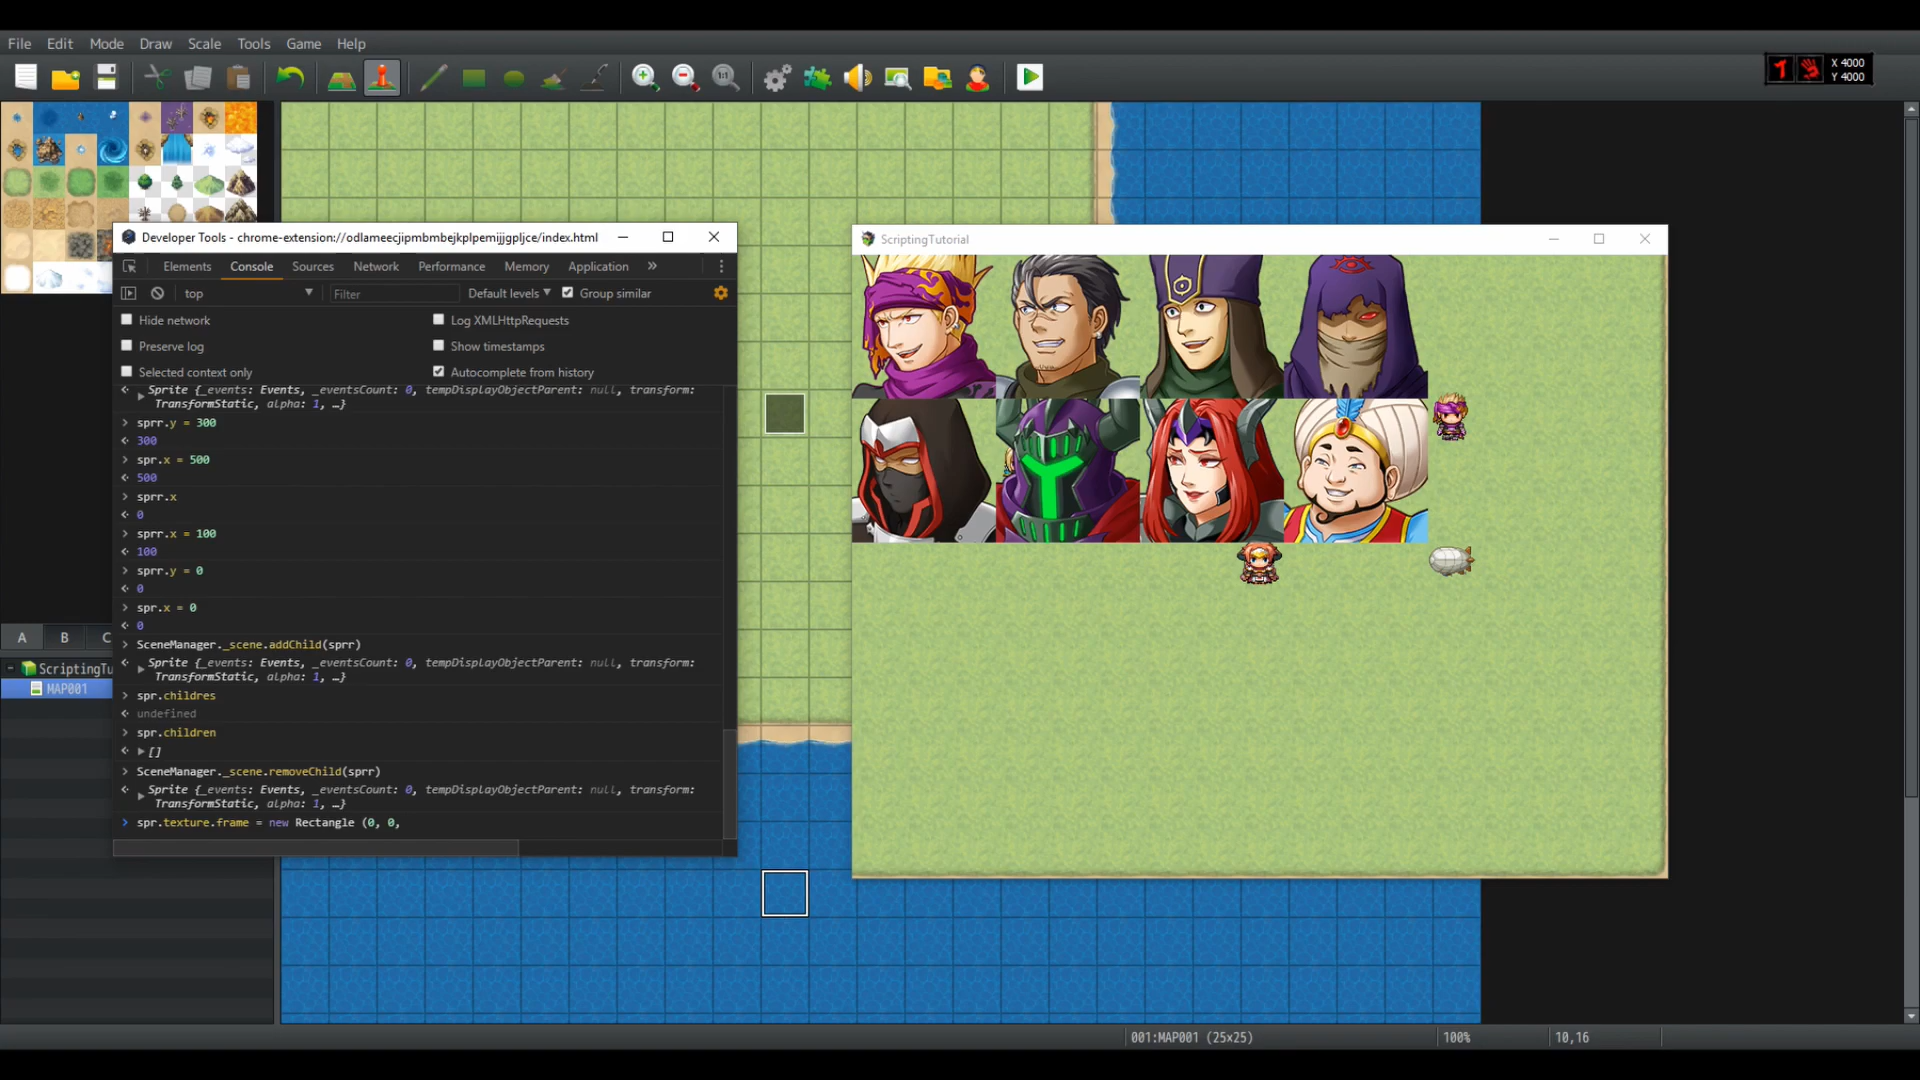 File Edit Mode Draw Scale Tools Game Help
X 4000
Y 4000
1:1
Developer Tools - chrome-extension://odlameecjipmbmbejkplpemijjgpljce/index.html
Elements Console Sources Network Performance Memory Application »
top Filter Default levels Group similar
Hide network Log XMLHttpRequests
Preserve log Show timestamps
Selected context only Autocomplete from history
Sprite {_events: Events, _eventsCount: 0, tempDisplayObjectParent: null, transform:
TransformStatic, alpha: 1, …}
sprr.y = 300
300
spr.x = 500
500
sprr.x
0
sprr.x = 100
100
sprr.y = 0
0
spr.x = 0
0
SceneManager._scene.addChild(sprr)
Sprite {_events: Events, _eventsCount: 0, tempDisplayObjectParent: null, transform:
TransformStatic, alpha: 1, …}
spr.childres
undefined
spr.children
[]
SceneManager._scene.removeChild(sprr)
Sprite {_events: Events, _eventsCount: 0, tempDisplayObjectParent: null, transform:
TransformStatic, alpha: 1, …}
spr.texture.frame = new Rectangle (0, 0,
ScriptingTutorial
A B C
ScriptingTu
MAP001
001:MAP001 (25x25) 100% 10,16